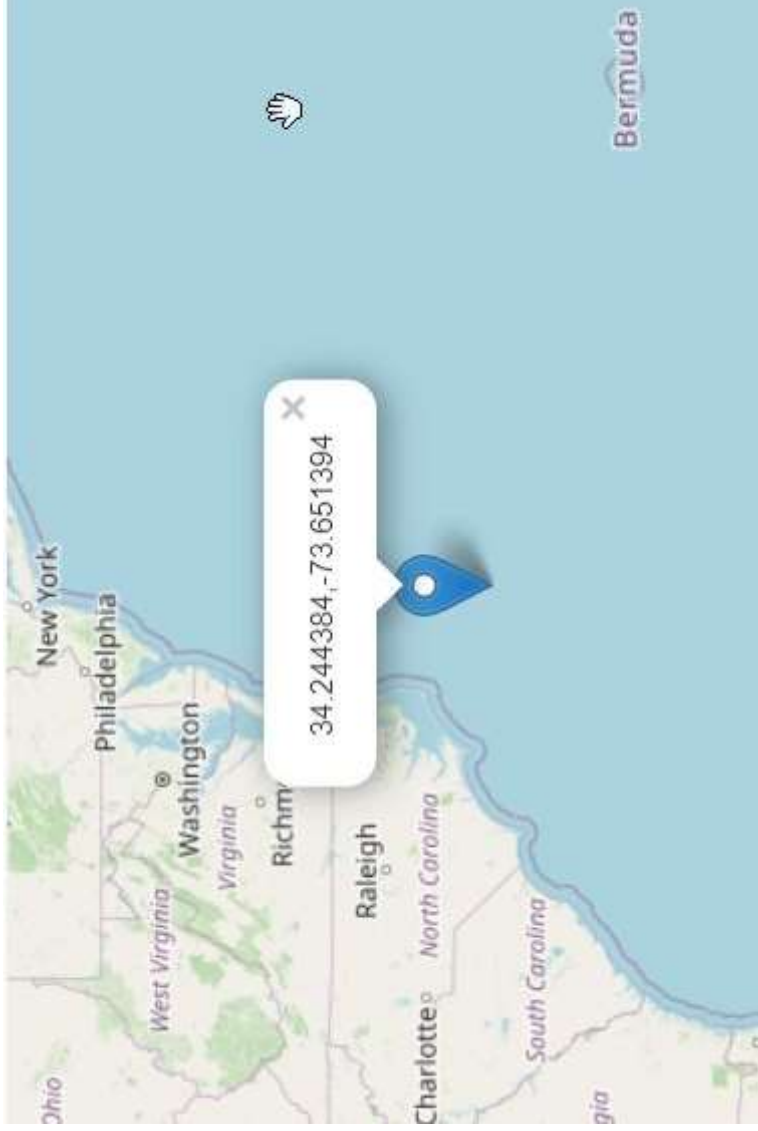 Ohio
West Virginia
Virginia
Washington
Philadelphia
New York
Richm
Raleigh
North Carolina
Charlotte
South Carolina
gia
34.244384,-73.651394
Bermuda